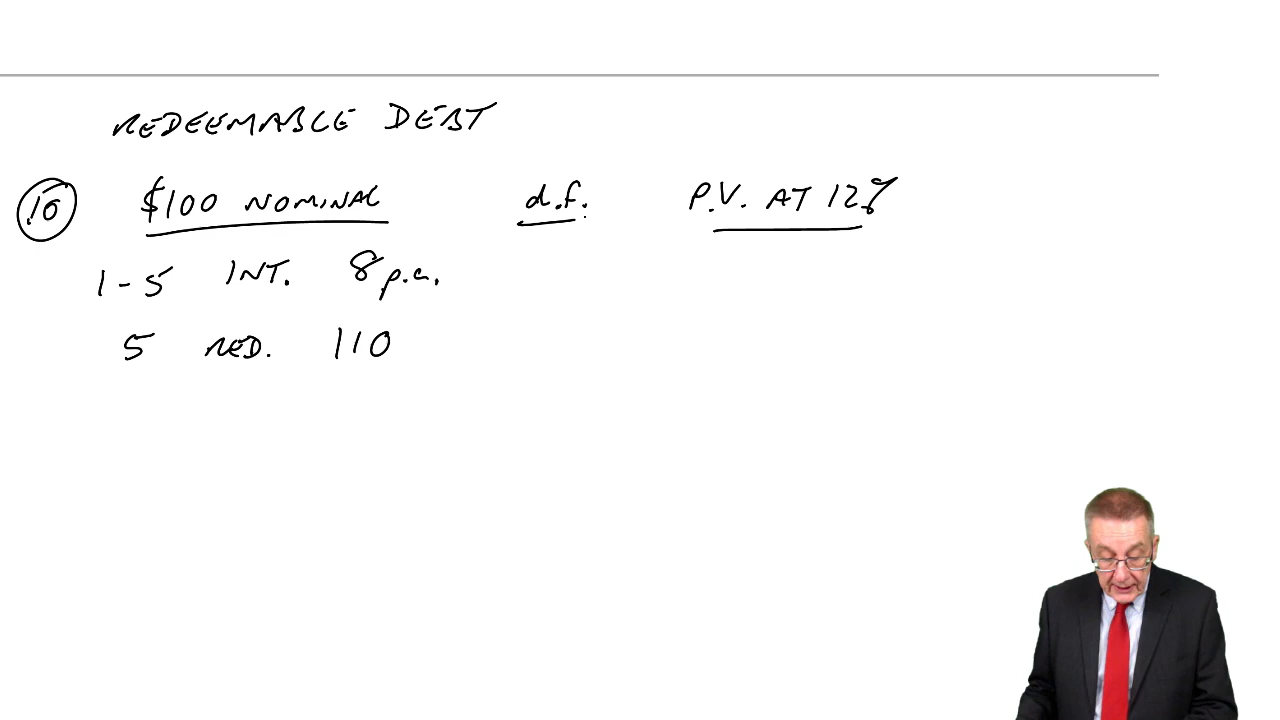 REDEEMABLE DEBT
10 $100 NOMINAL d.f. P.V. AT 12%
1-5 INT. 8 p.a.
5 RED. 110